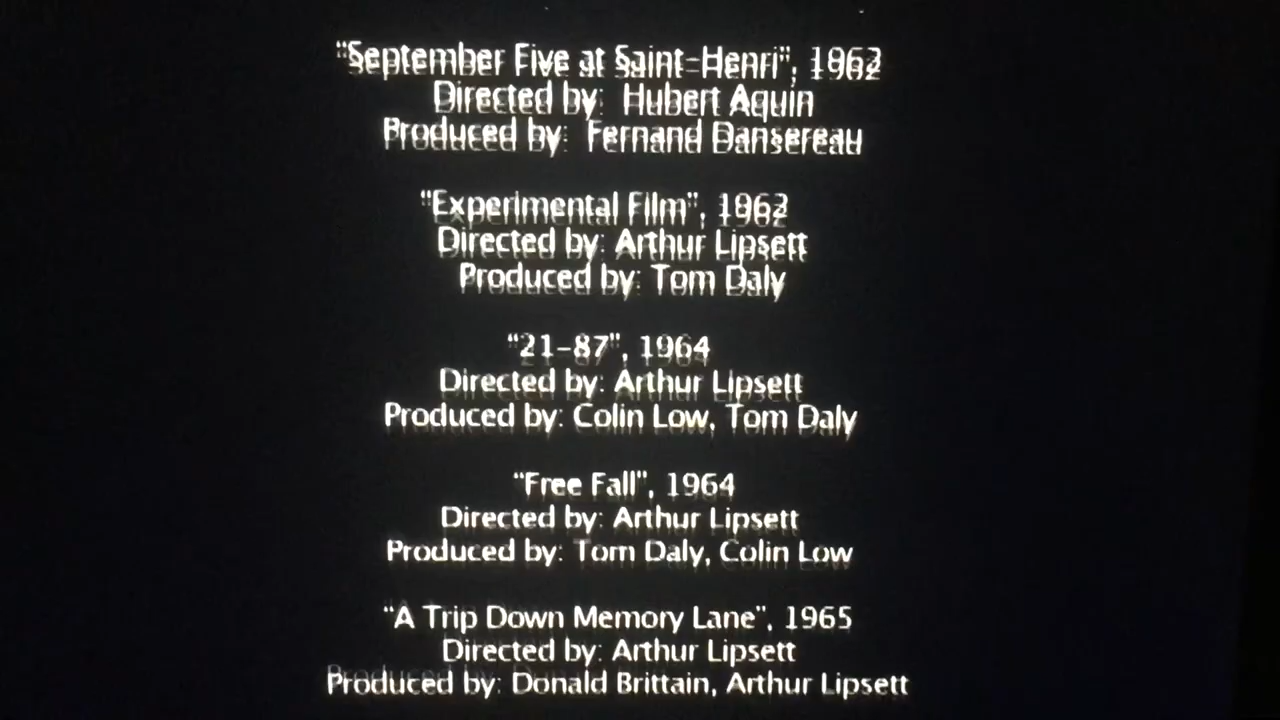 "September Five at Saint-Henri", 1962
Directed by: Hubert Aquin
Produced by: Fernand Dansereau
"Experimental Film", 1962
Directed by: Arthur Lipsett
Produced by: Tom Daly
"21-87", 1964
Directed by: Arthur Lipsett
Produced by: Colin Low, Tom Daly
"Free Fall", 1964
Directed by: Arthur Lipsett
Produced by: Tom Daly, Colin Low
"A Trip Down Memory Lane", 1965
Directed by: Arthur Lipsett
Produced by: Donald Brittain, Arthur Lipsett